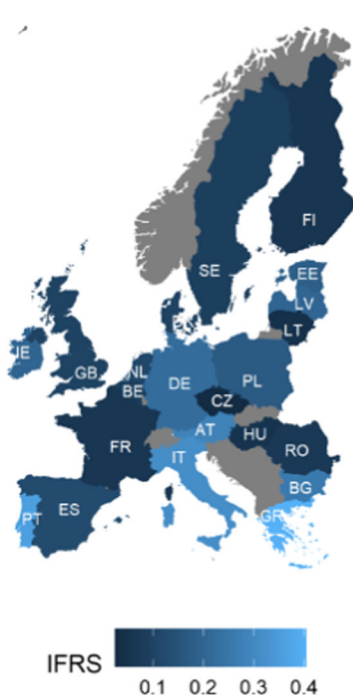 FI
SE
EE
LV
LT
IE
GB
NL
BE
DE
PL
CZ
FR
AT
HU
RO
IT
BG
PT
ES
GR
IFRS
0.1 0.2 0.3 0.4